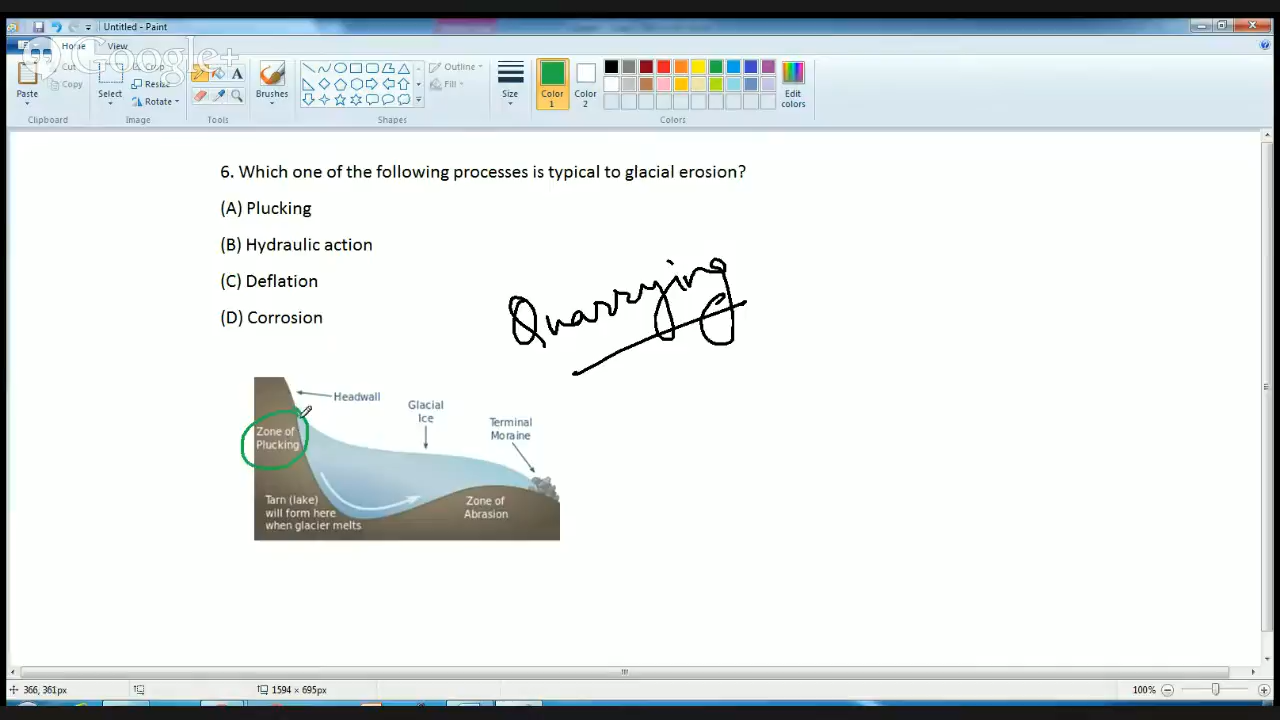 Untitled - Paint
Google+
Home View
Paste
Cut
Copy
Clipboard
Select
Crop
Resize
Rotate
Image
A
Tools
Brushes
Shapes
Outline
Fill
Size
Color 1
Color 2
Edit colors
Colors
6. Which one of the following processes is typical to glacial erosion?
(A) Plucking
(B) Hydraulic action
(C) Deflation
(D) Corrosion
Quarrying
Headwall
Glacial
Ice
Terminal
Moraine
Zone of
Plucking
Tarn (lake)
will form here
when glacier melts
Zone of
Abrasion
366, 361px
1594 × 695px
100%